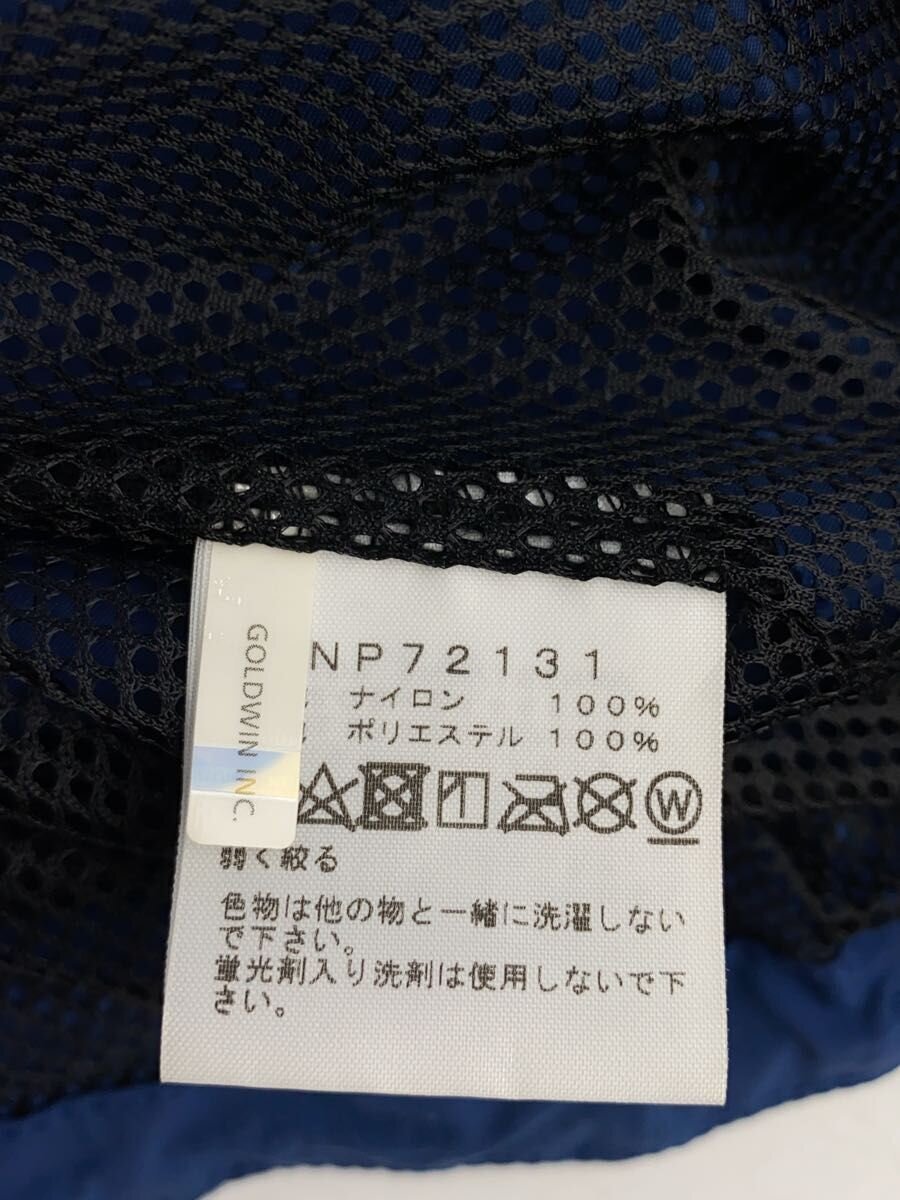 GOLDWIN INC.
NP72131
ナイロン 100%
ポリエステル 100%
W
弱く絞る
色物は他の物と一緒に洗濯しない
で下さい。
蛍光剤入り洗剤は使用しないで下
さい。